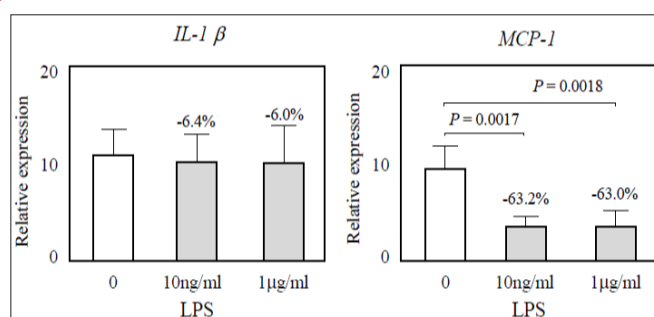 IL-1 β
Relative expression
20
10
0
-6.4%
-6.0%
0
10ng/ml
1μg/ml
LPS
MCP-1
Relative expression
20
10
0
P = 0.0018
P = 0.0017
-63.2%
-63.0%
0
10ng/ml
1μg/ml
LPS